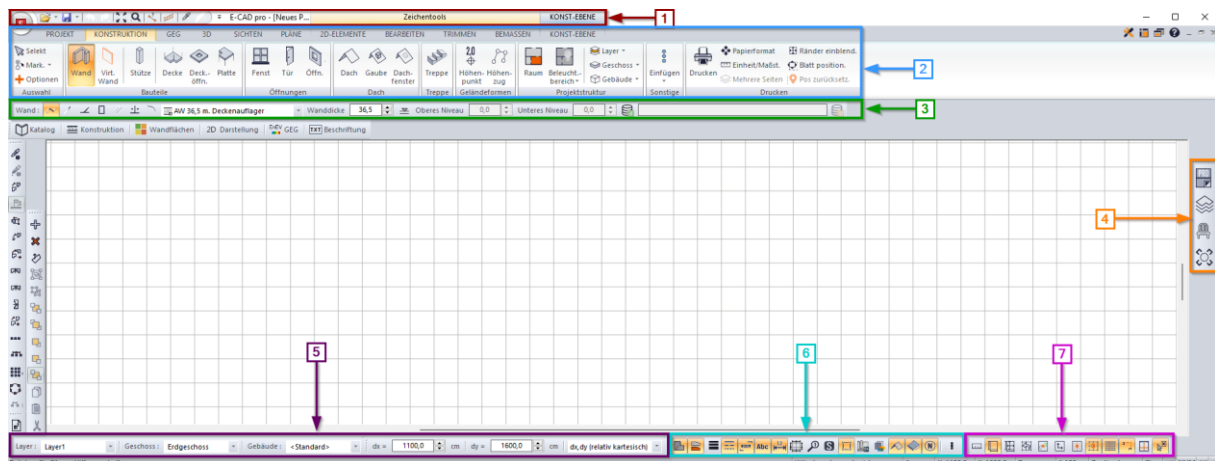 E-CAD pro - [Neues P... Zeichentools KONST-EBENE 1
PROJEKT KONSTRUKTION GEG 3D SICHTEN PLÄNE 2D-ELEMENTE BEARBEITEN TRIMMEN BEMASSEN KONST-EBENE
Selekt
Mark.
Optionen
Auswahl
Wand Virt. Wand Stütze Decke Deck.-öffn. Platte
Bauteile
Fenst Tür Öffn.
Öffnungen
Dach Gaube Dach-fenster
Dach
Treppe
Treppe
2,0
Höhen-punkt Höhen-zug
Geländeformen
Raum Beleucht.-bereich
Layer
Geschoss
Gebäude
Projektstruktur
Einfügen
Sonstige
Drucken
Papierformat Ränder einblend.
Einheit/Maßst. Blatt position.
Mehrere Seiten Pos zurücksetz.
Drucken
2
Wand: AW 36,5 m. Deckenauflager Wanddicke 36,5 Oberes Niveau 0,0 Unteres Niveau 0,0
3
Katalog Konstruktion Wandflächen 2D Darstellung GEG TXT Beschriftung
4
5
6
7
Layer: Layer1 Geschoss: Erdgeschoss Gebäude: <Standard> dx = 1100,0 cm dy = 1600,0 cm dx,dy (relativ kartesisch) Abc